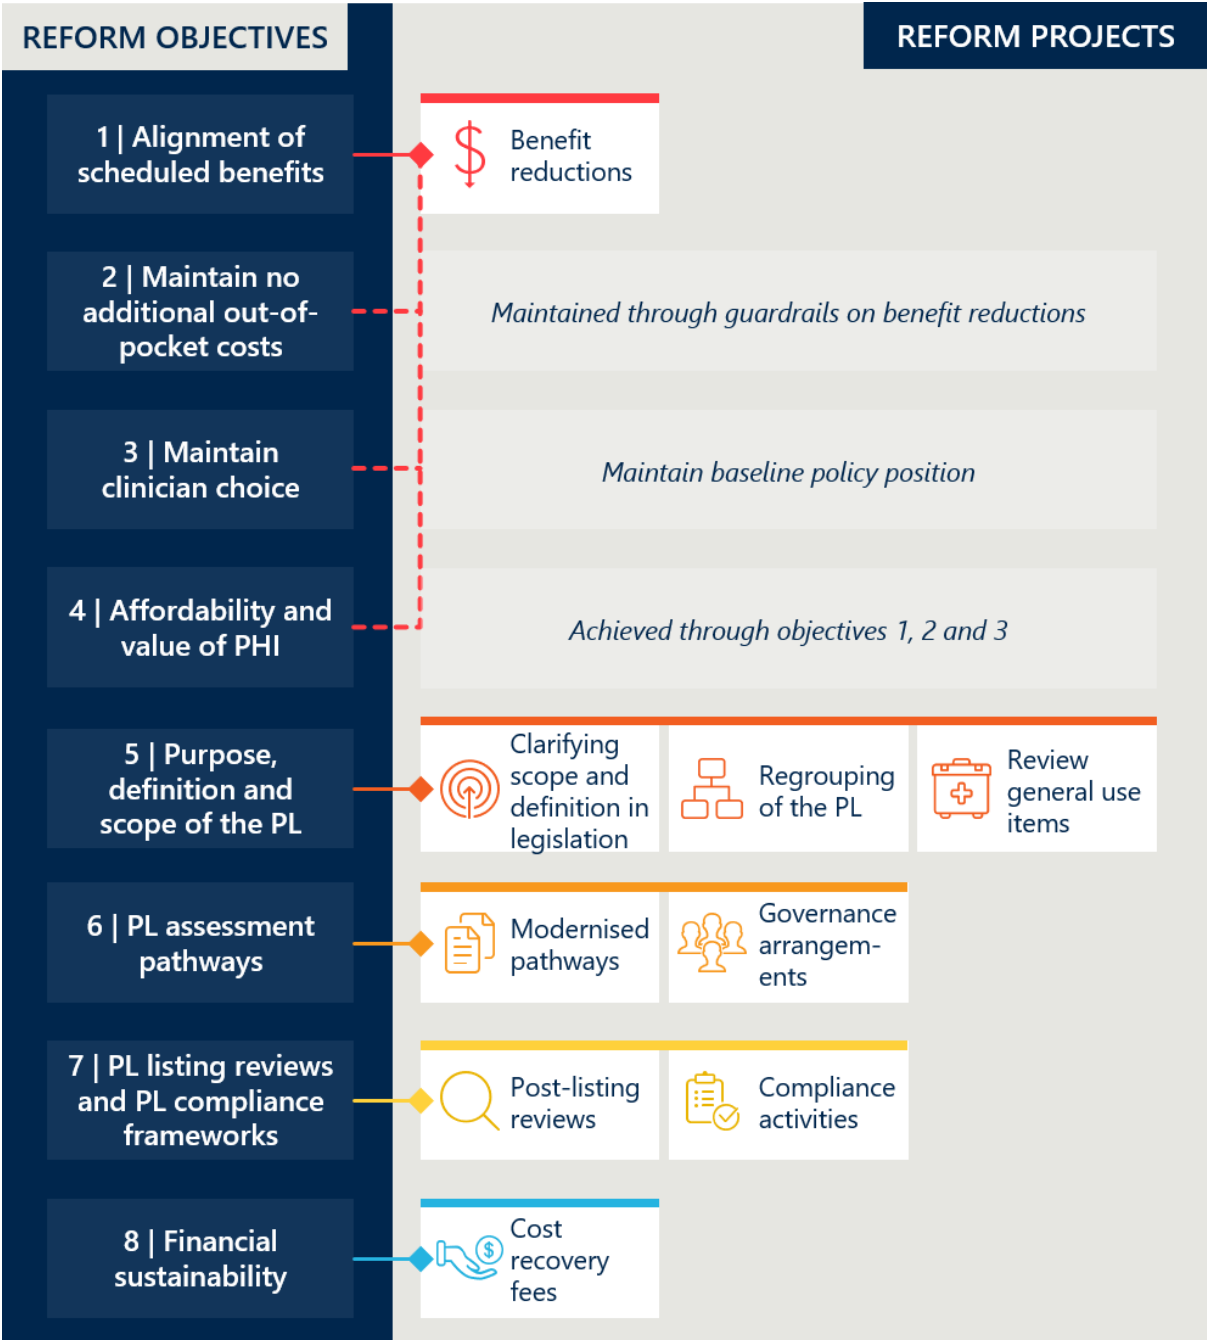 REFORM OBJECTIVES
REFORM PROJECTS
1 | Alignment of
scheduled benefits
Benefit
reductions
2 | Maintain no
additional out-of-
pocket costs
Maintained through guardrails on benefit reductions
3 | Maintain
clinician choice
Maintain baseline policy position
4 | Affordability and
value of PHI
Achieved through objectives 1, 2 and 3
5 | Purpose,
definition and
scope of the PL
Clarifying
scope and
definition in
legislation
Regrouping
of the PL
Review
general use
items
6 | PL assessment
pathways
Modernised
pathways
Governance
arrangem-
ents
7 | PL listing reviews
and PL compliance
frameworks
Post-listing
reviews
Compliance
activities
8 | Financial
sustainability
$
Cost
recovery
fees